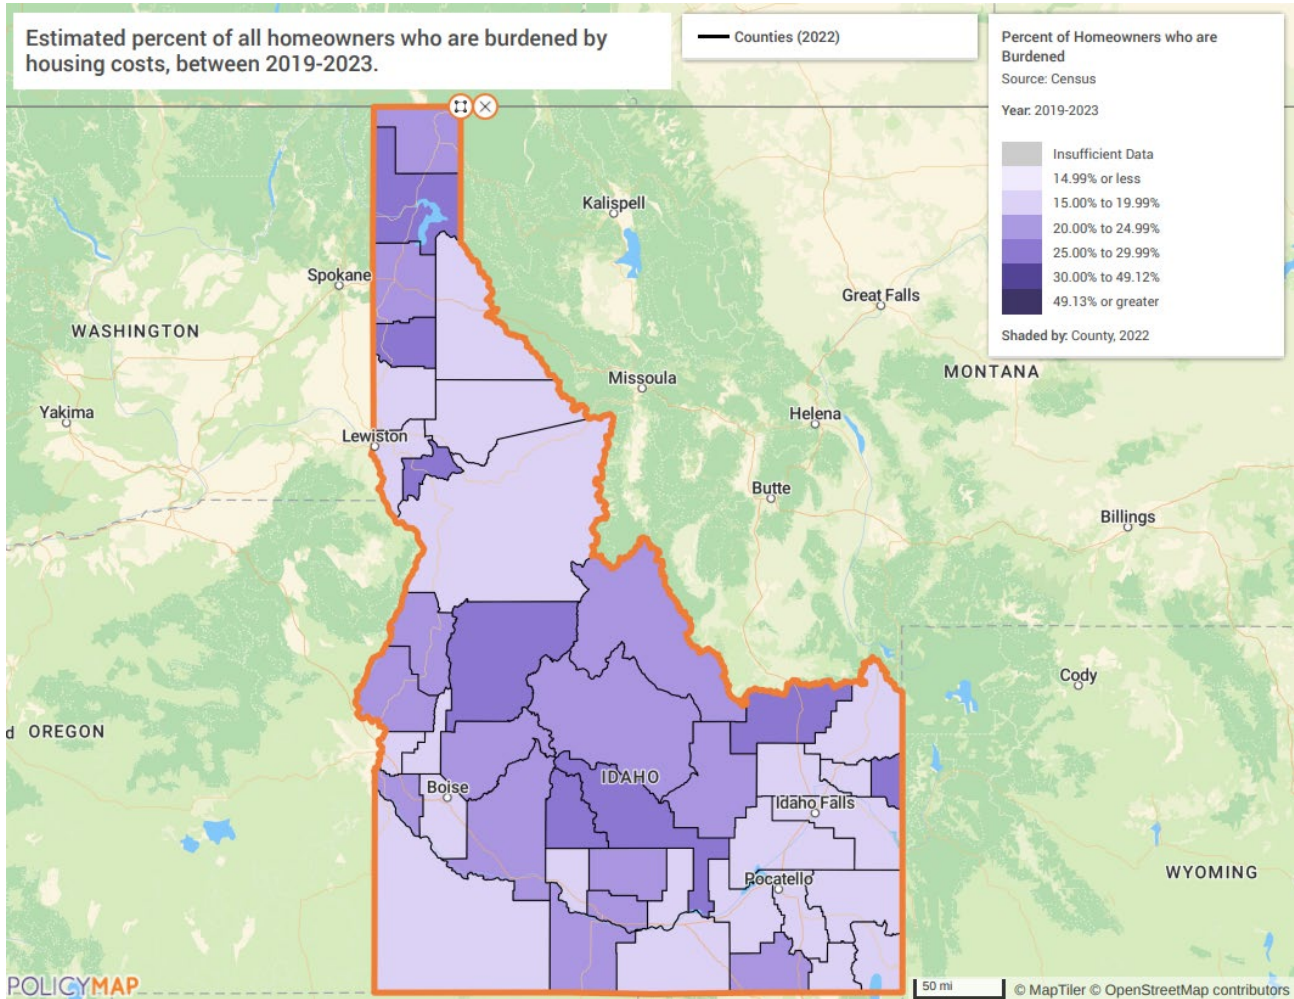 Estimated percent of all homeowners who are burdened by
housing costs, between 2019-2023.
Counties (2022)
Percent of Homeowners who are
Burdened
Source: Census
Year: 2019-2023
Insufficient Data
14.99% or less
15.00% to 19.99%
20.00% to 24.99%
25.00% to 29.99%
30.00% to 49.12%
49.13% or greater
Shaded by: County, 2022
Kalispell
Spokane
Great Falls
WASHINGTON
MONTANA
Missoula
Yakima
Helena
Lewiston
Butte
Billings
Cody
d OREGON
IDAHO
Boise
Idaho Falls
WYOMING
Pocatello
POLICYMAP
50 mi
© MapTiler © OpenStreetMap contributors